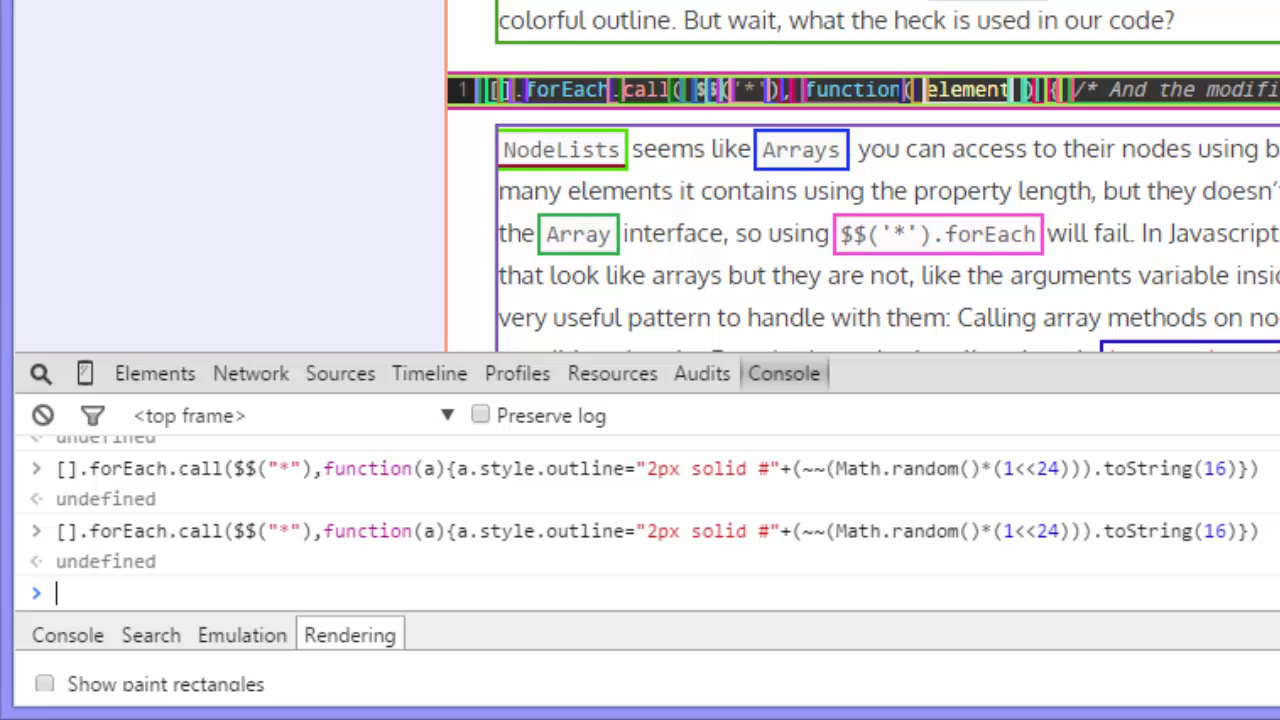 colorful outline. But wait, what the heck is used in our code?
1 [].forEach.call( $$('*'), function( element ) { /* And the modifi
NodeLists seems like Arrays you can access to their nodes using b
many elements it contains using the property length, but they doesn'
the Array interface, so using $$('*').forEach will fail. In Javascript
that look like arrays but they are not, like the arguments variable insi
very useful pattern to handle with them: Calling array methods on no
Elements Network Sources Timeline Profiles Resources Audits Console
<top frame> ▼ Preserve log
undefined
> [].forEach.call($$("*"),function(a){a.style.outline="2px solid #"+(~~(Math.random()*(1<<24))).toString(16)})
undefined
> [].forEach.call($$("*"),function(a){a.style.outline="2px solid #"+(~~(Math.random()*(1<<24))).toString(16)})
undefined
>
Console Search Emulation Rendering
Show paint rectangles